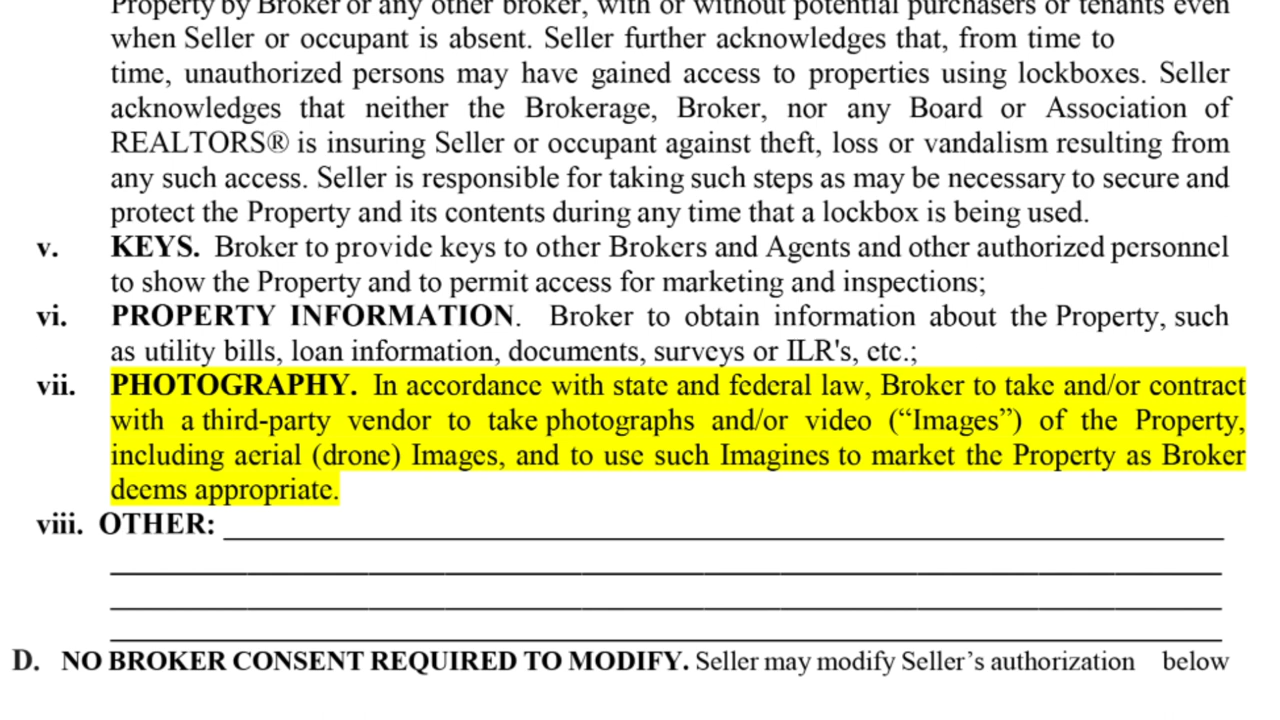 Property by Broker or any other broker, with or without potential purchasers or tenants even
when Seller or occupant is absent. Seller further acknowledges that, from time to
time, unauthorized persons may have gained access to properties using lockboxes. Seller
acknowledges that neither the Brokerage, Broker, nor any Board or Association of
REALTORS® is insuring Seller or occupant against theft, loss or vandalism resulting from
any such access. Seller is responsible for taking such steps as may be necessary to secure and
protect the Property and its contents during any time that a lockbox is being used.
v. KEYS. Broker to provide keys to other Brokers and Agents and other authorized personnel
to show the Property and to permit access for marketing and inspections;
vi. PROPERTY INFORMATION. Broker to obtain information about the Property, such
as utility bills, loan information, documents, surveys or ILR's, etc.;
vii. PHOTOGRAPHY. In accordance with state and federal law, Broker to take and/or contract
with a third-party vendor to take photographs and/or video (“Images”) of the Property,
including aerial (drone) Images, and to use such Imagines to market the Property as Broker
deems appropriate.
viii. OTHER:
D. NO BROKER CONSENT REQUIRED TO MODIFY. Seller may modify Seller’s authorization below